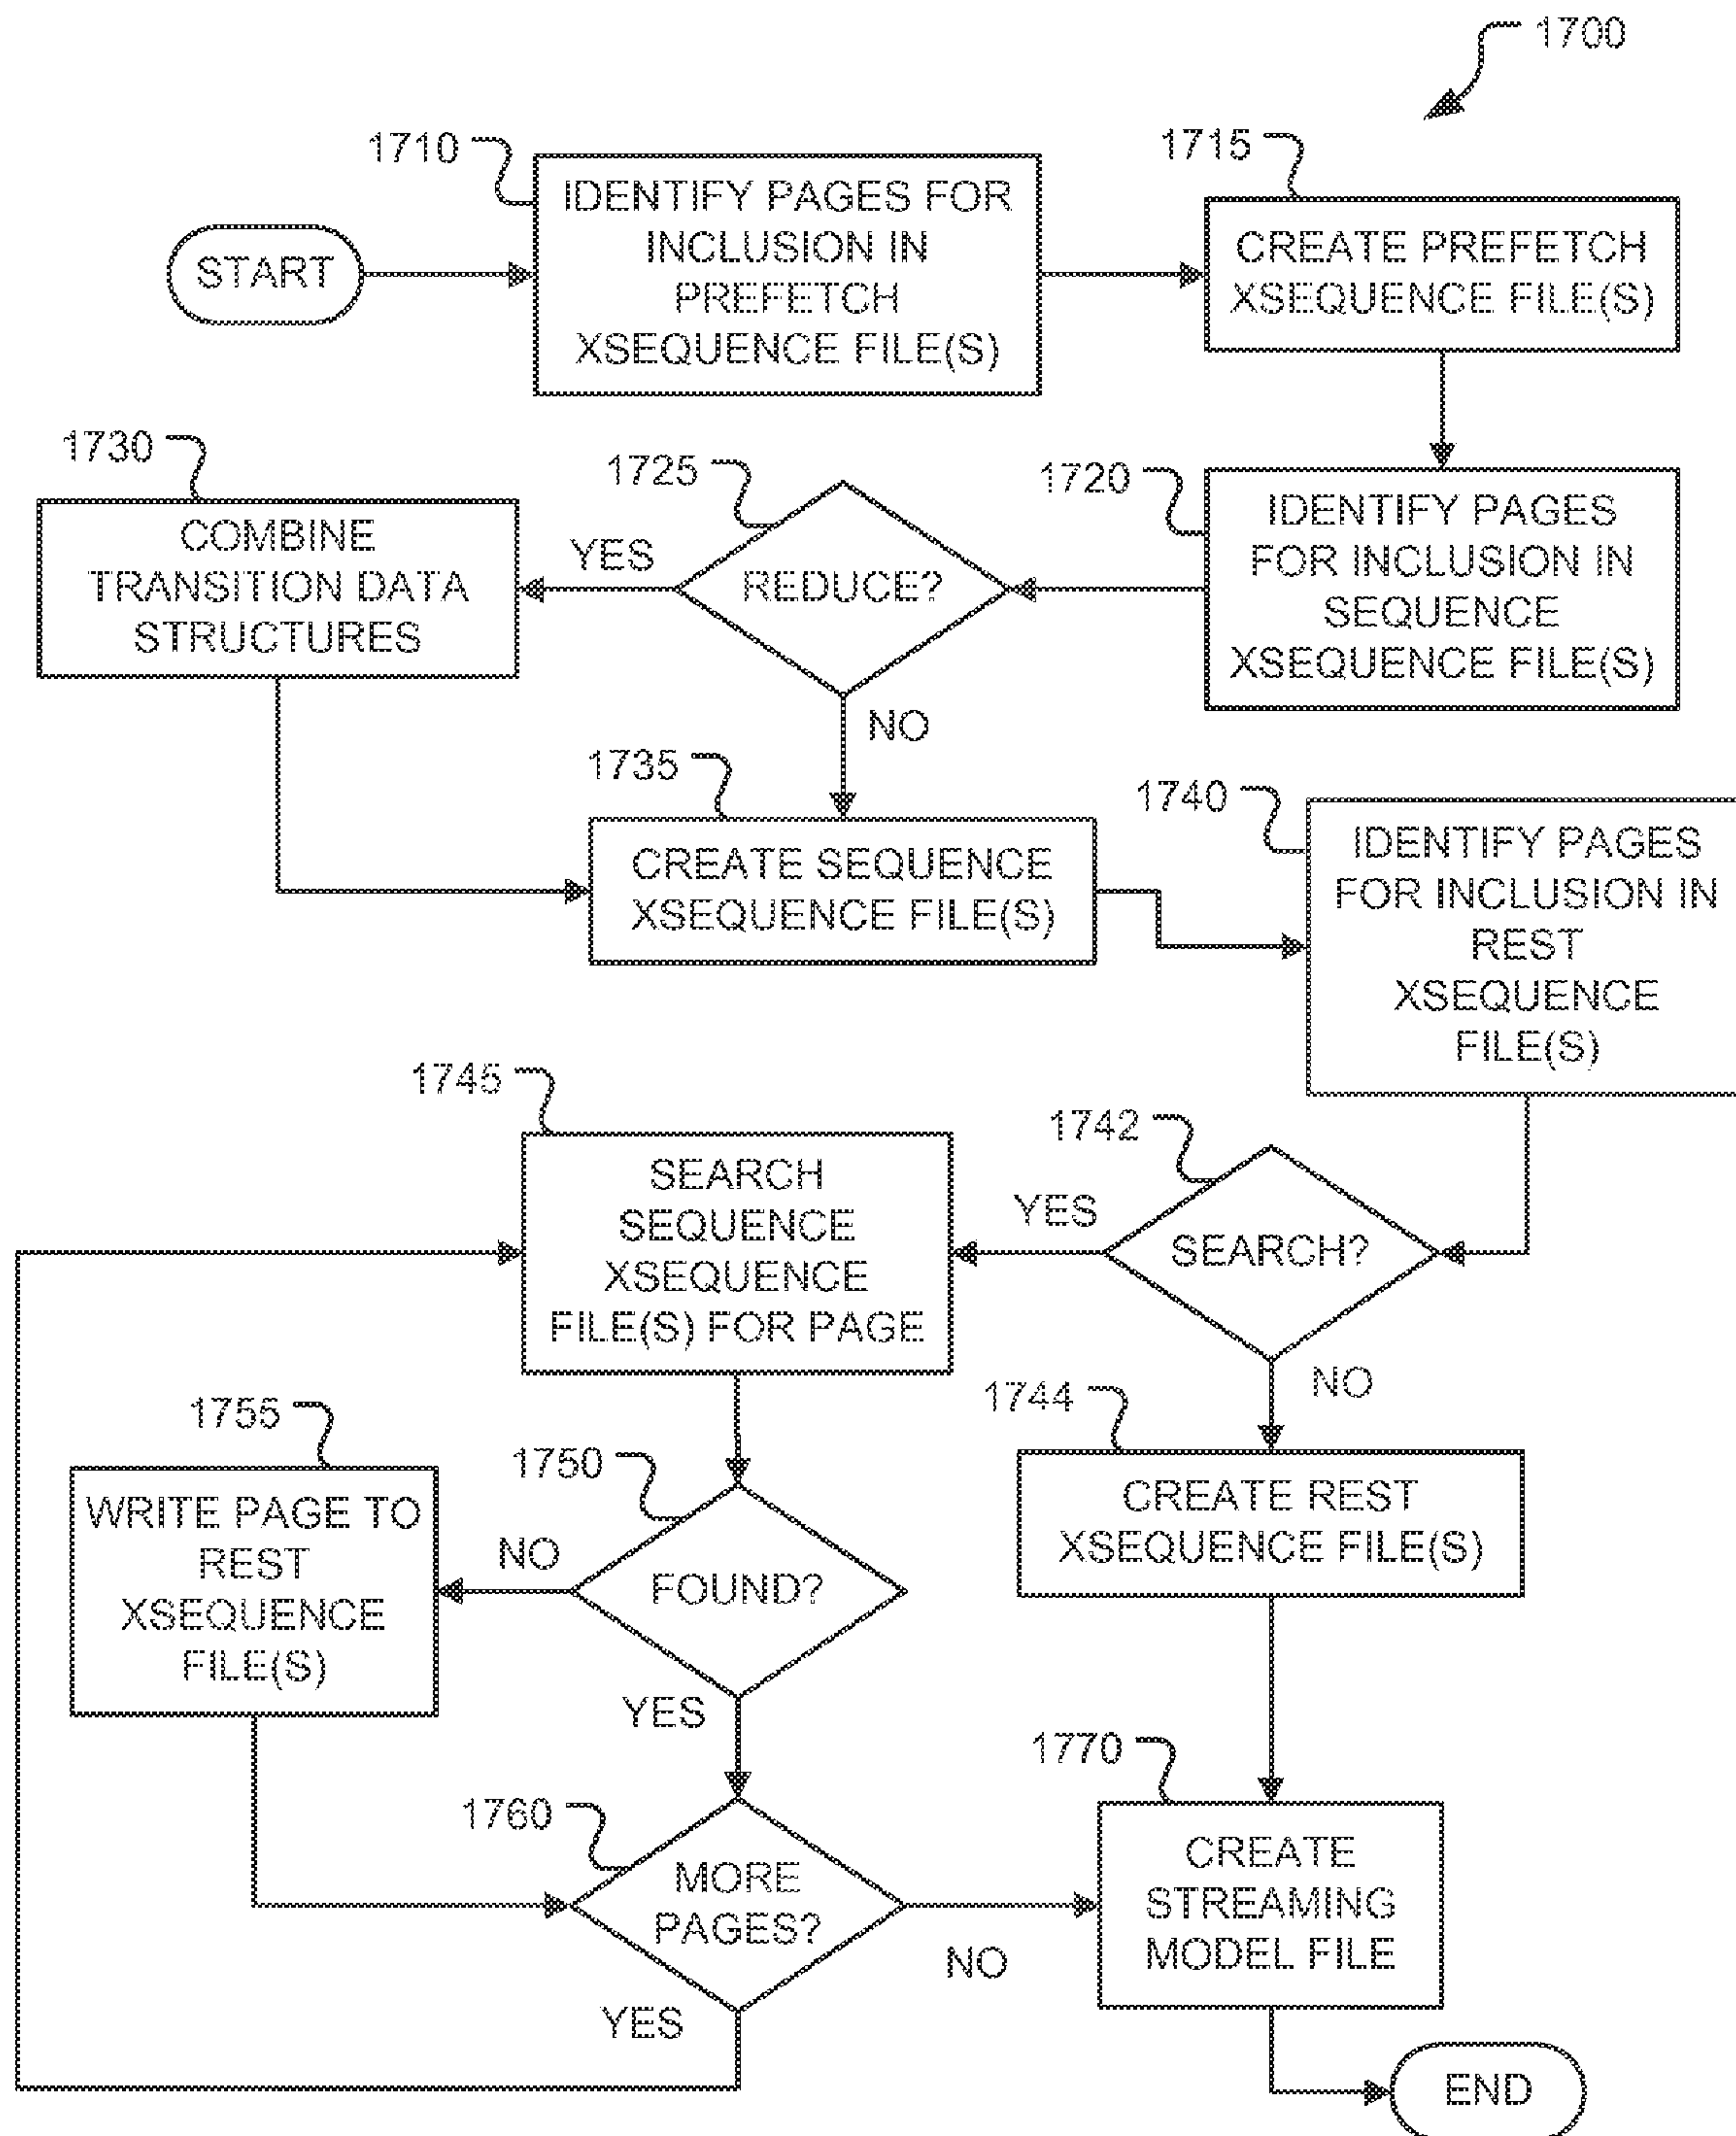 1700
1710
IDENTIFY PAGES FOR
INCLUSION IN
PREFETCH
XSEQUENCE FILE(S)
1715
CREATE PREFETCH
XSEQUENCE FILE(S)
START
1730
COMBINE
TRANSITION DATA
STRUCTURES
1725
YES
REDUCE?
NO
1720
IDENTIFY PAGES
FOR INCLUSION IN
SEQUENCE
XSEQUENCE FILE(S)
1735
CREATE SEQUENCE
XSEQUENCE FILE(S)
1740
IDENTIFY PAGES
FOR INCLUSION IN
REST
XSEQUENCE
FILE(S)
1745
SEARCH
SEQUENCE
XSEQUENCE
FILE(S) FOR PAGE
1742
YES
SEARCH?
NO
1744
CREATE REST
XSEQUENCE FILE(S)
1755
WRITE PAGE TO
REST
XSEQUENCE
FILE(S)
1750
NO
FOUND?
YES
1760
MORE
PAGES?
NO
YES
1770
CREATE
STREAMING
MODEL FILE
END